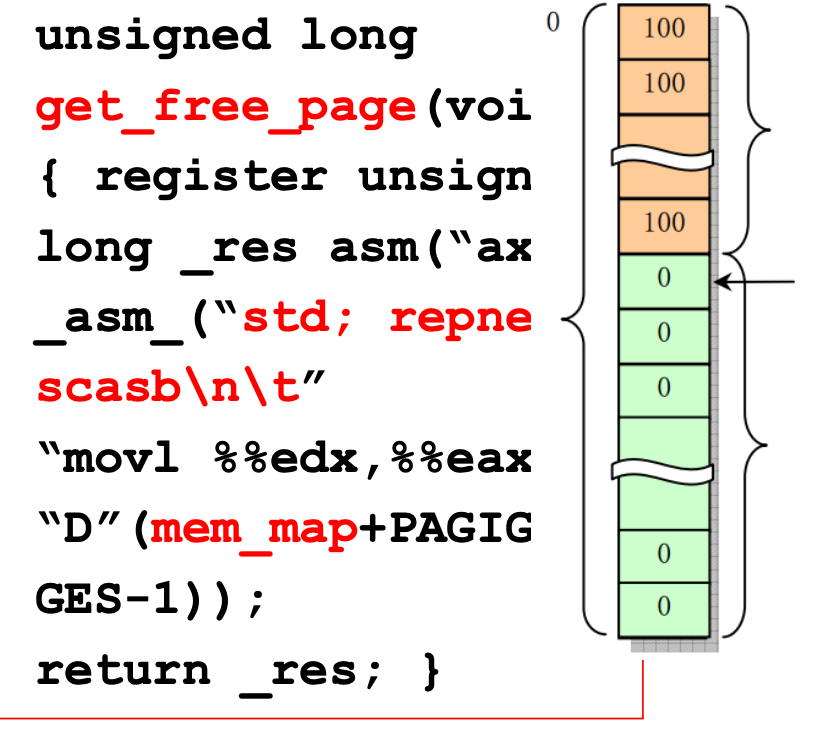 unsigned long
get_free_page(voi
{ register unsign
long _res asm(“ax
_asm_(“std; repne
scasb\n\t”
“movl %%edx,%%eax
“D”(mem_map+PAGIG
GES-1));
return _res; }
0
100
100
100
0
0
0
0
0